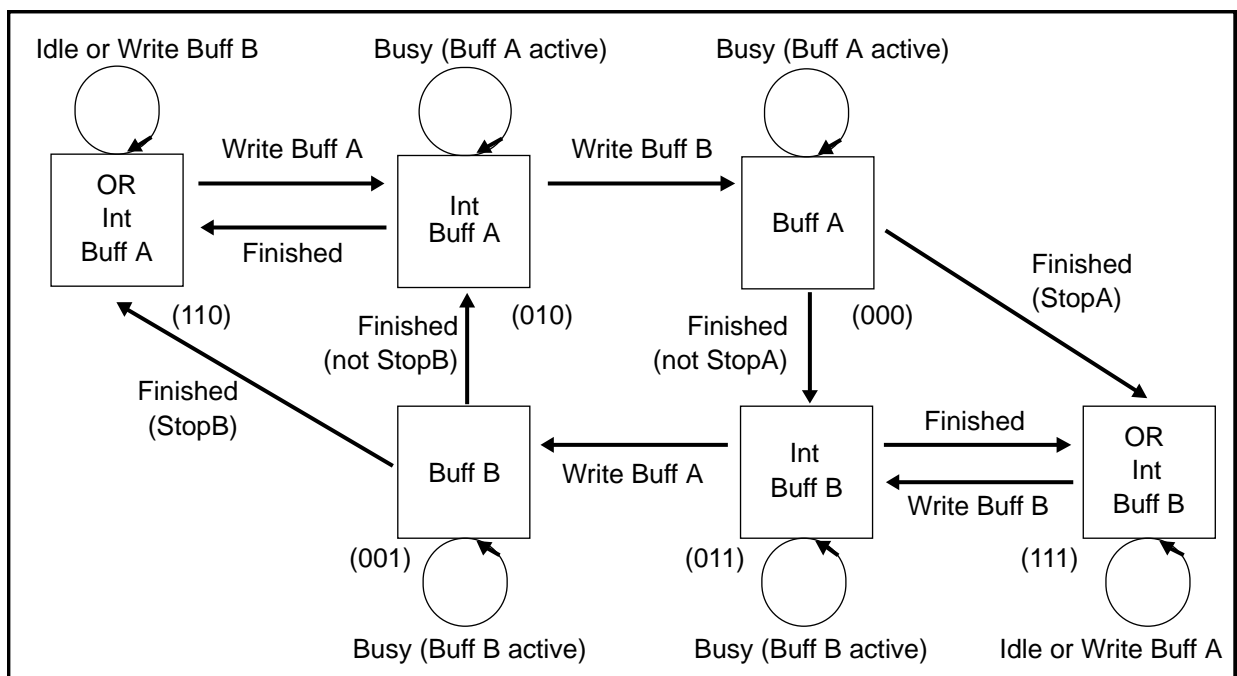 Idle or Write Buff B
Busy (Buff A active)
Busy (Buff A active)
OR
Int
Buff A
(110)
Write Buff A
Finished
Int
Buff A
(010)
Write Buff B
Buff A
(000)
Finished
(StopA)
Finished
(StopB)
Finished
(not StopB)
Finished
(not StopA)
Buff B
(001)
Write Buff A
Int
Buff B
(011)
Finished
Write Buff B
OR
Int
Buff B
(111)
Busy (Buff B active)
Busy (Buff B active)
Idle or Write Buff A